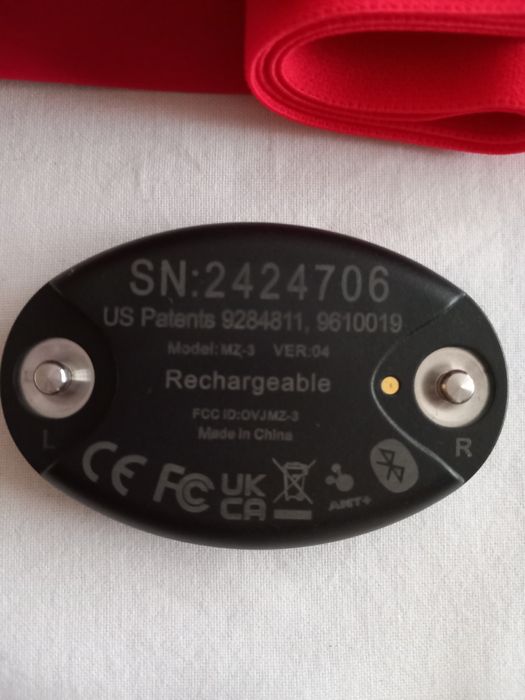 SN:2424706
US Patents 9284811, 9610019
Model: MZ-3 VER:04
Rechargeable
FCC ID:OVJMZ-3
Made in China
L R
CE FC UK CA ANT+